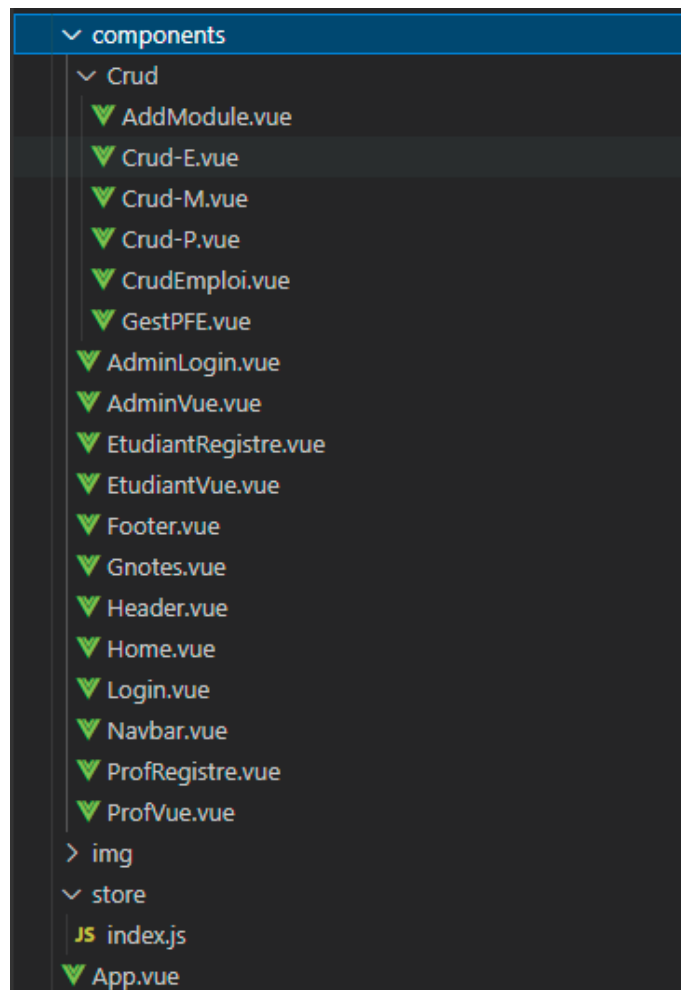 components
Crud
AddModule.vue
Crud-E.vue
Crud-M.vue
Crud-P.vue
CrudEmploi.vue
GestPFE.vue
AdminLogin.vue
AdminVue.vue
EtudiantRegistre.vue
EtudiantVue.vue
Footer.vue
Gnotes.vue
Header.vue
Home.vue
Login.vue
Navbar.vue
ProfRegistre.vue
ProfVue.vue
img
store
JS index.js
App.vue